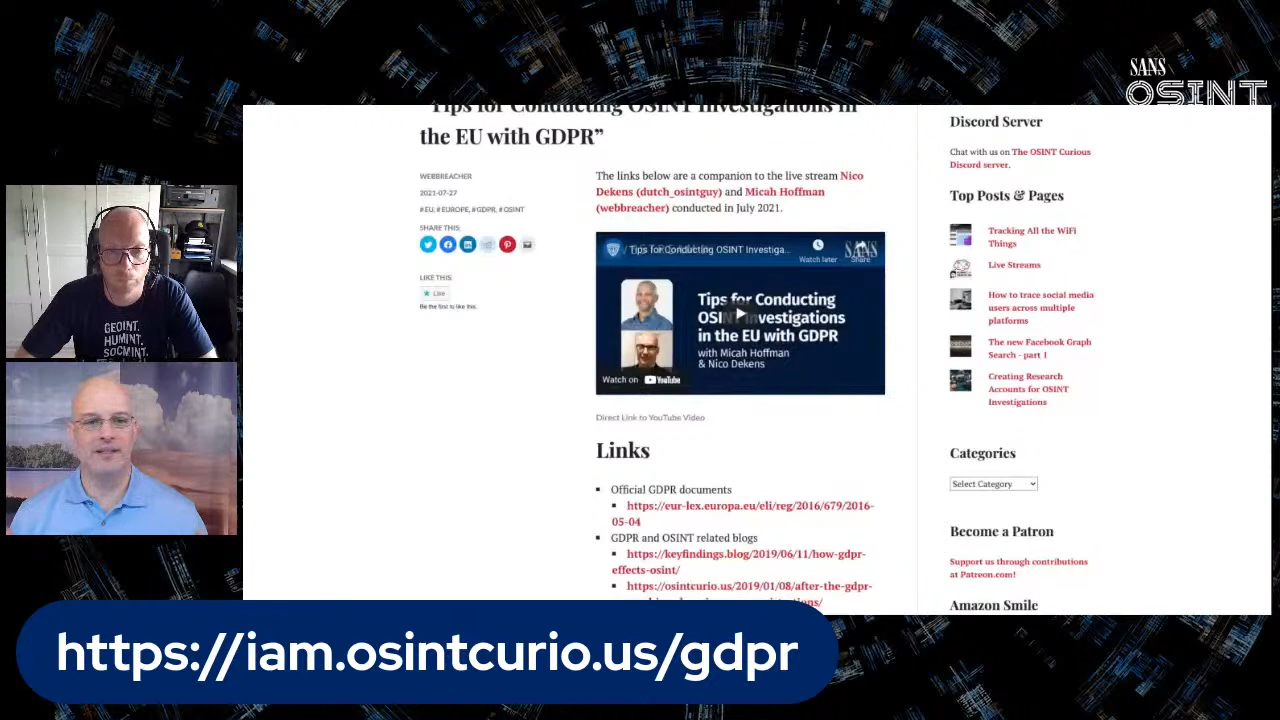 SANS
OSINT
"Tips for Conducting OSINT Investigations in
the EU with GDPR"
WEBBREACHER
2021-07-27
# EU, # EUROPE, # GDPR, # OSINT
SHARE THIS:
LIKE THIS:
Like
Be the first to like this.
The links below are a companion to the live stream Nico
Dekens (dutch_osintguy) and Micah Hoffman
(webbreacher) conducted in July 2021.
Tips for Conducting OSINT Investiga...
Watch later
Share
SANS
Tips for Conducting
OSINT Investigations
in the EU with GDPR
with Micah Hoffman
& Nico Dekens
Watch on YouTube
Direct Link to YouTube Video
Links
Official GDPR documents
https://eur-lex.europa.eu/eli/reg/2016/679/2016-
05-04
GDPR and OSINT related blogs
https://keyfindings.blog/2019/06/11/how-gdpr-
effects-osint/
https://osintcurio.us/2019/01/08/after-the-gdpr-
Discord Server
Chat with us on The OSINT Curious
Discord server.
Top Posts & Pages
Tracking All the WiFi
Things
Live Streams
How to trace social media
users across multiple
platforms
The new Facebook Graph
Search - part 1
Creating Research
Accounts for OSINT
Investigations
Categories
Select Category
Become a Patron
Support us through contributions
at Patreon.com!
Amazon Smile
GEOINT.
HUMINT.
SOCMINT.
https://iam.osintcurio.us/gdpr